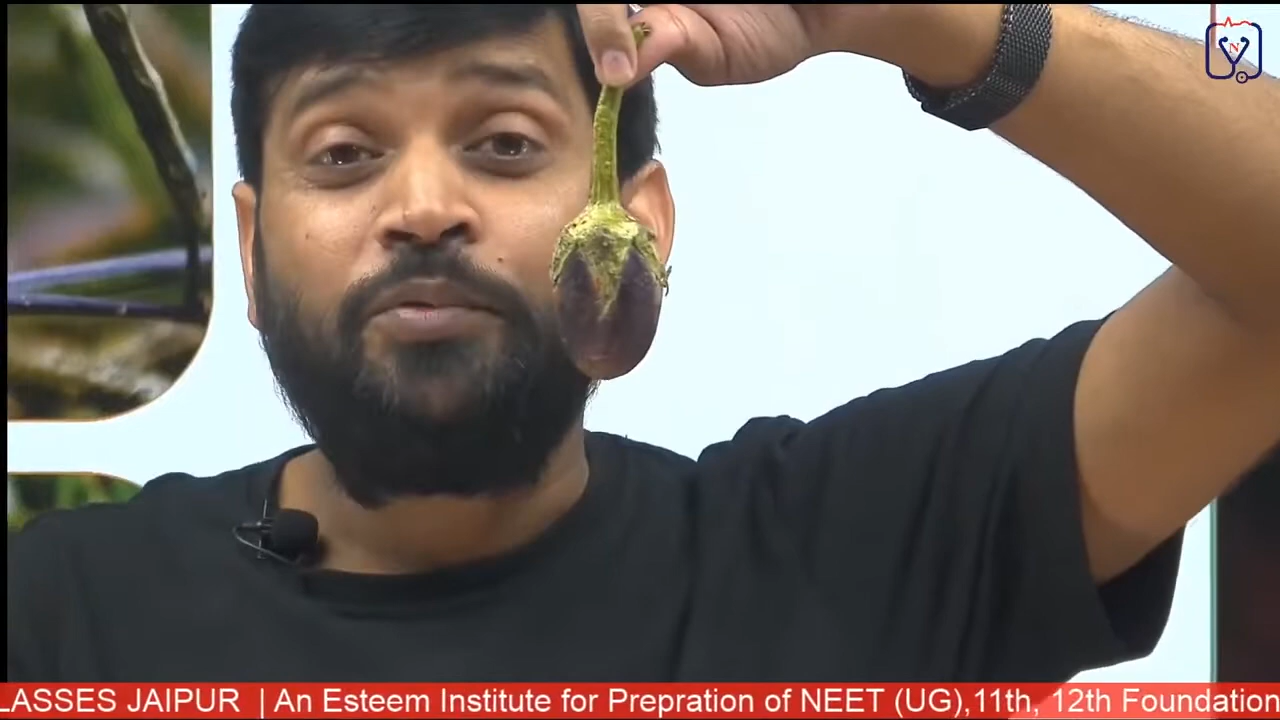 N
LASSES JAIPUR | An Esteem Institute for Prepration of NEET (UG),11th, 12th Foundation